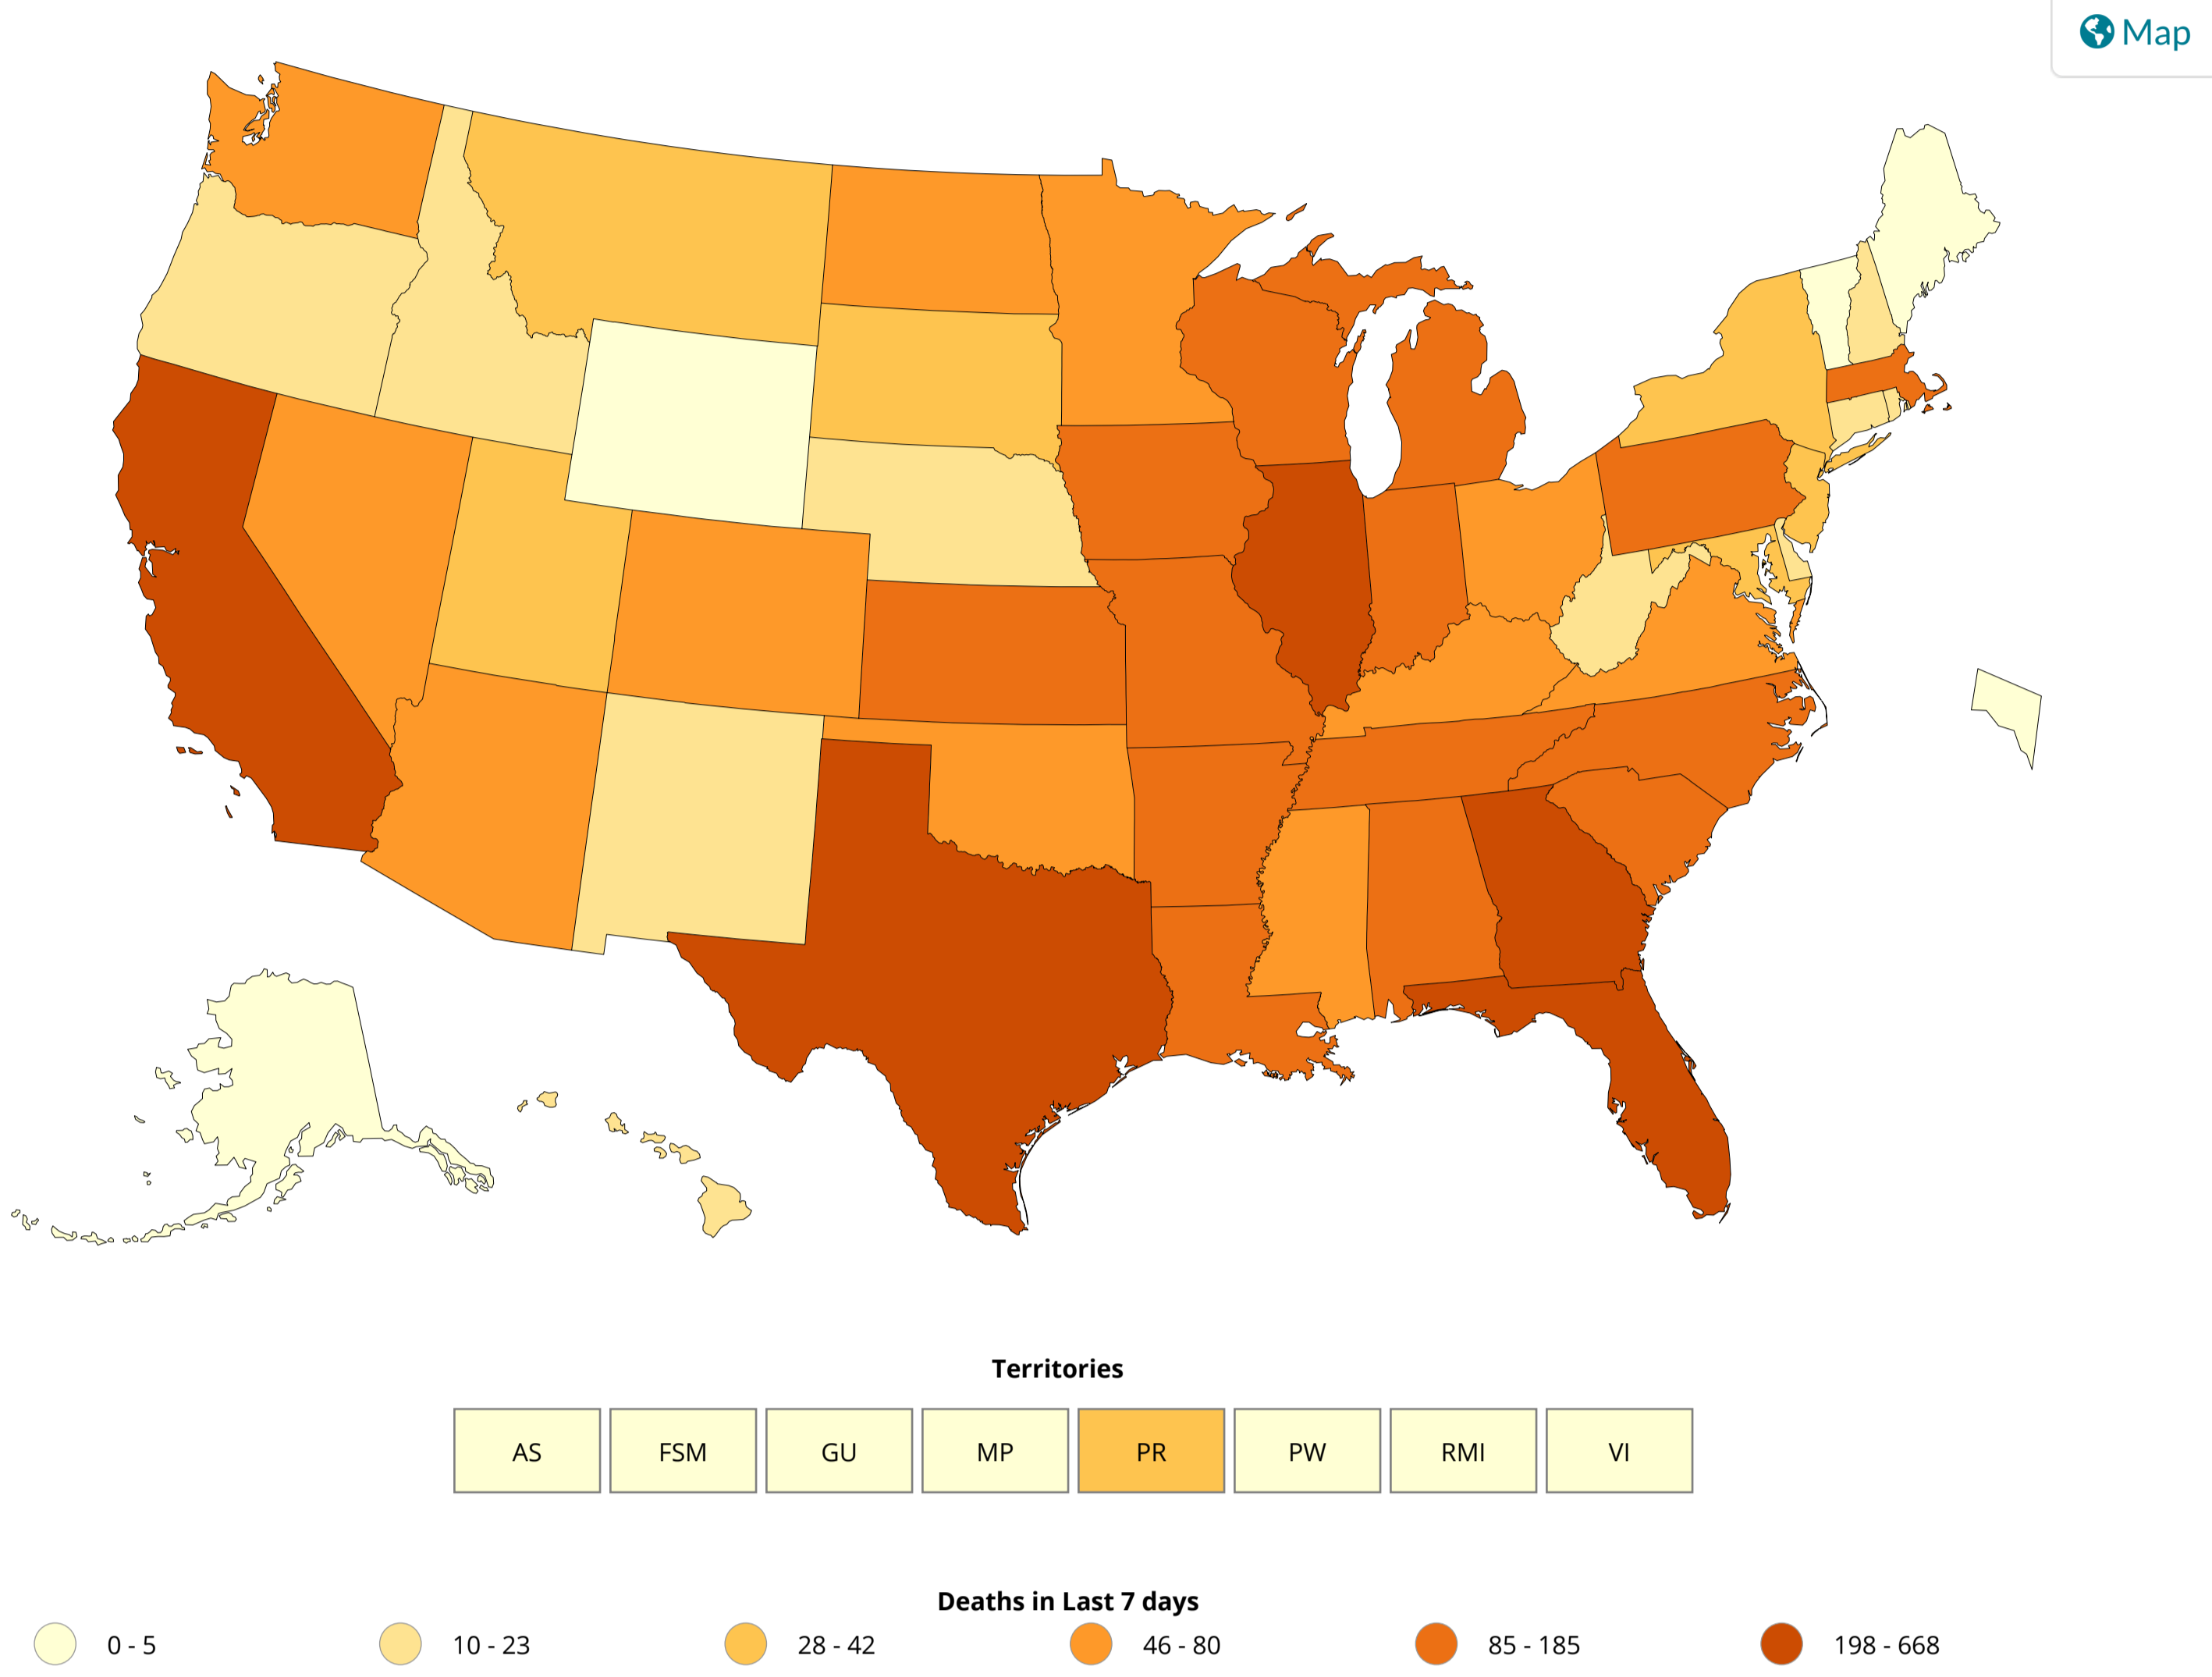 Map
Territories
AS FSM GU MP PR PW RMI VI
Deaths in Last 7 days
0 - 5 10 - 23 28 - 42 46 - 80 85 - 185 198 - 668